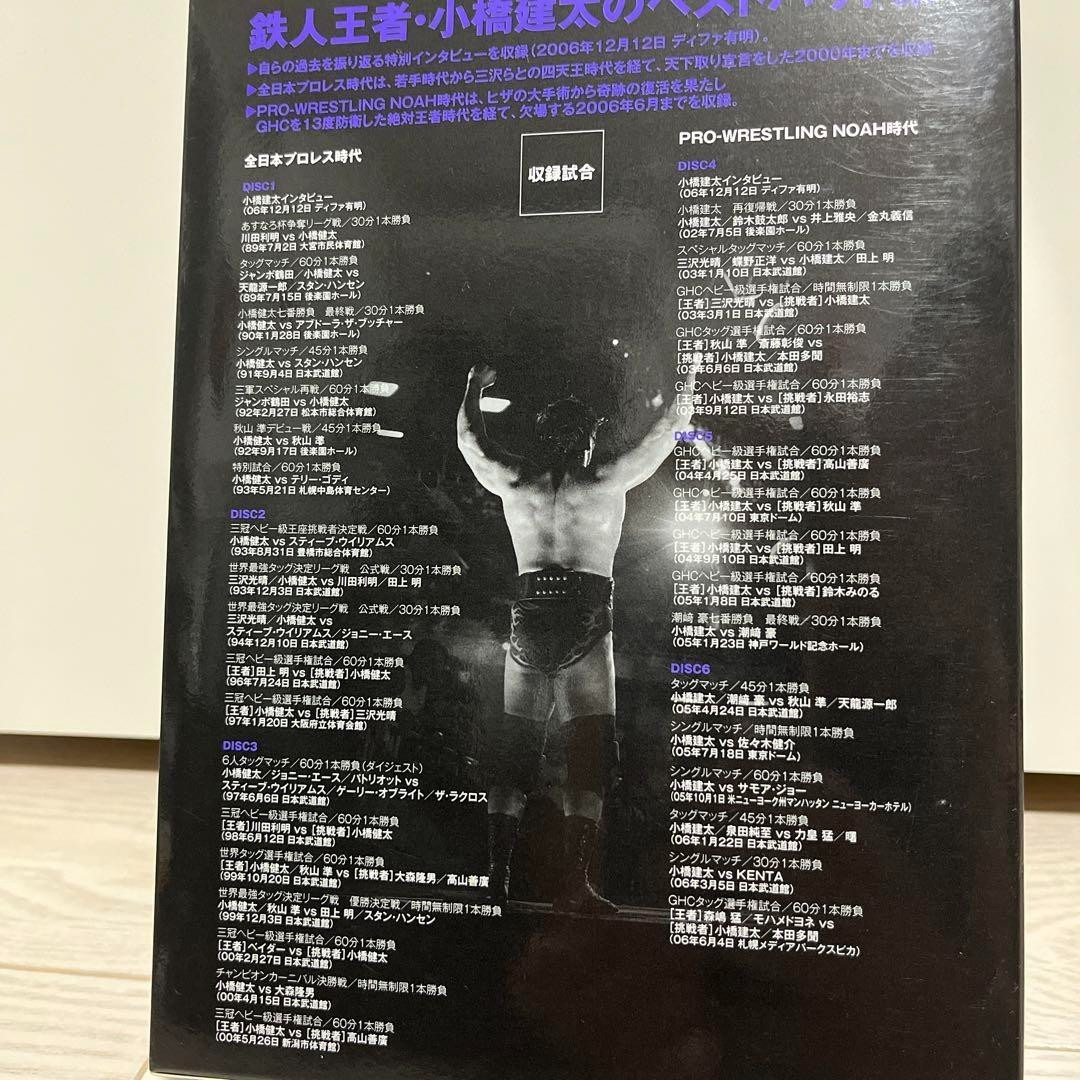 鉄人王者・小橋建太のベスト
▶自らの過去を振り返る特別インタビューを収録(2006年12月12日 ディファ有明)。
▶全日本プロレス時代は、若手時代から三沢らとの四天王時代を経て、天下取り宣言をした2000年までを収録
▶PRO-WRESTLING NOAH時代は、ヒザの大手術から奇跡の復活を果たし
GHCを13度防衛した絶対王者時代を経て、欠場する2006年6月までを収録。
収録試合
全日本プロレス時代
DISC1
小橋建太インタビュー
(06年12月12日 ディファ有明)
あすなろ杯争奪リーグ戦/30分1本勝負
川田利明 vs 小橋健太
(89年7月2日 大宮市民体育館)
タッグマッチ/60分1本勝負
ジャンボ鶴田/小橋健太 vs
天龍源一郎/スタン・ハンセン
(89年7月15日 後楽園ホール)
小橋健太七番勝負 最終戦/30分1本勝負
小橋健太 vs アブドーラ・ザ・ブッチャー
(90年1月28日 後楽園ホール)
シングルマッチ/45分1本勝負
小橋健太 vs スタン・ハンセン
(91年9月4日 日本武道館)
三軍スペシャル再戦/60分1本勝負
ジャンボ鶴田 vs 小橋健太
(92年2月27日 松本市総合体育館)
秋山 準デビュー戦/45分1本勝負
小橋健太 vs 秋山 準
(92年9月17日 後楽園ホール)
特別試合/60分1本勝負
小橋健太 vs テリー・ゴディ
(93年5月21日 札幌中島体育センター)
DISC2
三冠ヘビー級王座挑戦者決定戦/60分1本勝負
小橋健太 vs スティーブ・ウイリアムス
(93年8月31日 豊橋市総合体育館)
世界最強タッグ決定リーグ戦 公式戦/30分1本勝負
三沢光晴/小橋健太 vs 川田利明/田上 明
(93年12月3日 日本武道館)
世界最強タッグ決定リーグ戦 公式戦/30分1本勝負
三沢光晴/小橋健太 vs
スティーブ・ウイリアムス/ジョニー・エース
(94年12月10日 日本武道館)
三冠ヘビー級選手権試合/60分1本勝負
[王者]田上 明 vs [挑戦者]小橋健太
(96年7月24日 日本武道館)
三冠ヘビー級選手権試合/60分1本勝負
[王者]小橋健太 vs [挑戦者]三沢光晴
(97年1月20日 大阪府立体育会館)
DISC3
6人タッグマッチ/60分1本勝負(ダイジェスト)
小橋健太/ジョニー・エース/パトリオット vs
スティーブ・ウイリアムス/ゲーリー・オブライト/ザ・ラクロス
(97年6月6日 日本武道館)
三冠ヘビー級選手権試合/60分1本勝負
[王者]川田利明 vs [挑戦者]小橋健太
(98年6月12日 日本武道館)
世界タッグ選手権試合/60分1本勝負
[王者]小橋健太/秋山 準 vs [挑戦者]大森隆男/高山善廣
(99年10月20日 日本武道館)
世界最強タッグ決定リーグ戦 優勝決定戦/時間無制限1本勝負
小橋健太/秋山 準 vs 田上 明/スタン・ハンセン
(99年12月3日 日本武道館)
三冠ヘビー級選手権試合/60分1本勝負
[王者]ベイダー vs [挑戦者]小橋健太
(00年2月27日 日本武道館)
チャンピオンカーニバル決勝戦/時間無制限1本勝負
小橋健太 vs 大森隆男
(00年4月15日 日本武道館)
三冠ヘビー級選手権試合/60分1本勝負
[王者]小橋健太 vs [挑戦者]高山善廣
(00年5月26日 新潟市体育館)
PRO-WRESTLING NOAH時代
DISC4
小橋建太インタビュー
(06年12月12日 ディファ有明)
小橋建太 再復帰戦/30分1本勝負
小橋建太/鈴木鼓太郎 vs 井上雅央/金丸義信
(02年7月5日 後楽園ホール)
スペシャルタッグマッチ/60分1本勝負
三沢光晴/蝶野正洋 vs 小橋建太/田上 明
(03年1月10日 日本武道館)
GHCヘビー級選手権試合/時間無制限1本勝負
[王者]三沢光晴 vs [挑戦者]小橋建太
(03年3月1日 日本武道館)
GHCタッグ選手権試合/60分1本勝負
[王者]秋山 準/斎藤彰俊 vs
[挑戦者]小橋建太/本田多聞
(03年6月6日 日本武道館)
GHCヘビー級選手権試合/60分1本勝負
[王者]小橋建太 vs [挑戦者]永田裕志
(03年9月12日 日本武道館)
DISC5
GHCヘビー級選手権試合/60分1本勝負
[王者]小橋建太 vs [挑戦者]高山善廣
(04年4月25日 日本武道館)
GHCヘビー級選手権試合/60分1本勝負
[王者]小橋建太 vs [挑戦者]秋山 準
(04年7月10日 東京ドーム)
GHCヘビー級選手権試合/60分1本勝負
[王者]小橋建太 vs [挑戦者]田上 明
(04年9月10日 日本武道館)
GHCヘビー級選手権試合/60分1本勝負
[王者]小橋建太 vs [挑戦者]鈴木みのる
(05年1月8日 日本武道館)
潮﨑 豪七番勝負 最終戦/30分1本勝負
小橋建太 vs 潮﨑 豪
(05年1月23日 神戸ワールド記念ホール)
DISC6
タッグマッチ/45分1本勝負
小橋建太/潮﨑 豪 vs 秋山 準/天龍源一郎
(05年4月24日 日本武道館)
シングルマッチ/時間無制限1本勝負
小橋建太 vs 佐々木健介
(05年7月18日 東京ドーム)
シングルマッチ/60分1本勝負
小橋建太 vs サモア・ジョー
(05年10月1日 米ニューヨーク州マンハッタン ニューヨーカーホテル)
タッグマッチ/45分1本勝負
小橋建太/泉田純至 vs 力皇 猛/曙
(06年1月22日 日本武道館)
シングルマッチ/30分1本勝負
小橋建太 vs KENTA
(06年3月5日 日本武道館)
GHCタッグ選手権試合/60分1本勝負
[王者]森嶋 猛/モハメドヨネ vs
[挑戦者]小橋建太/本田多聞
(06年6月4日 札幌メディアパークスピカ)